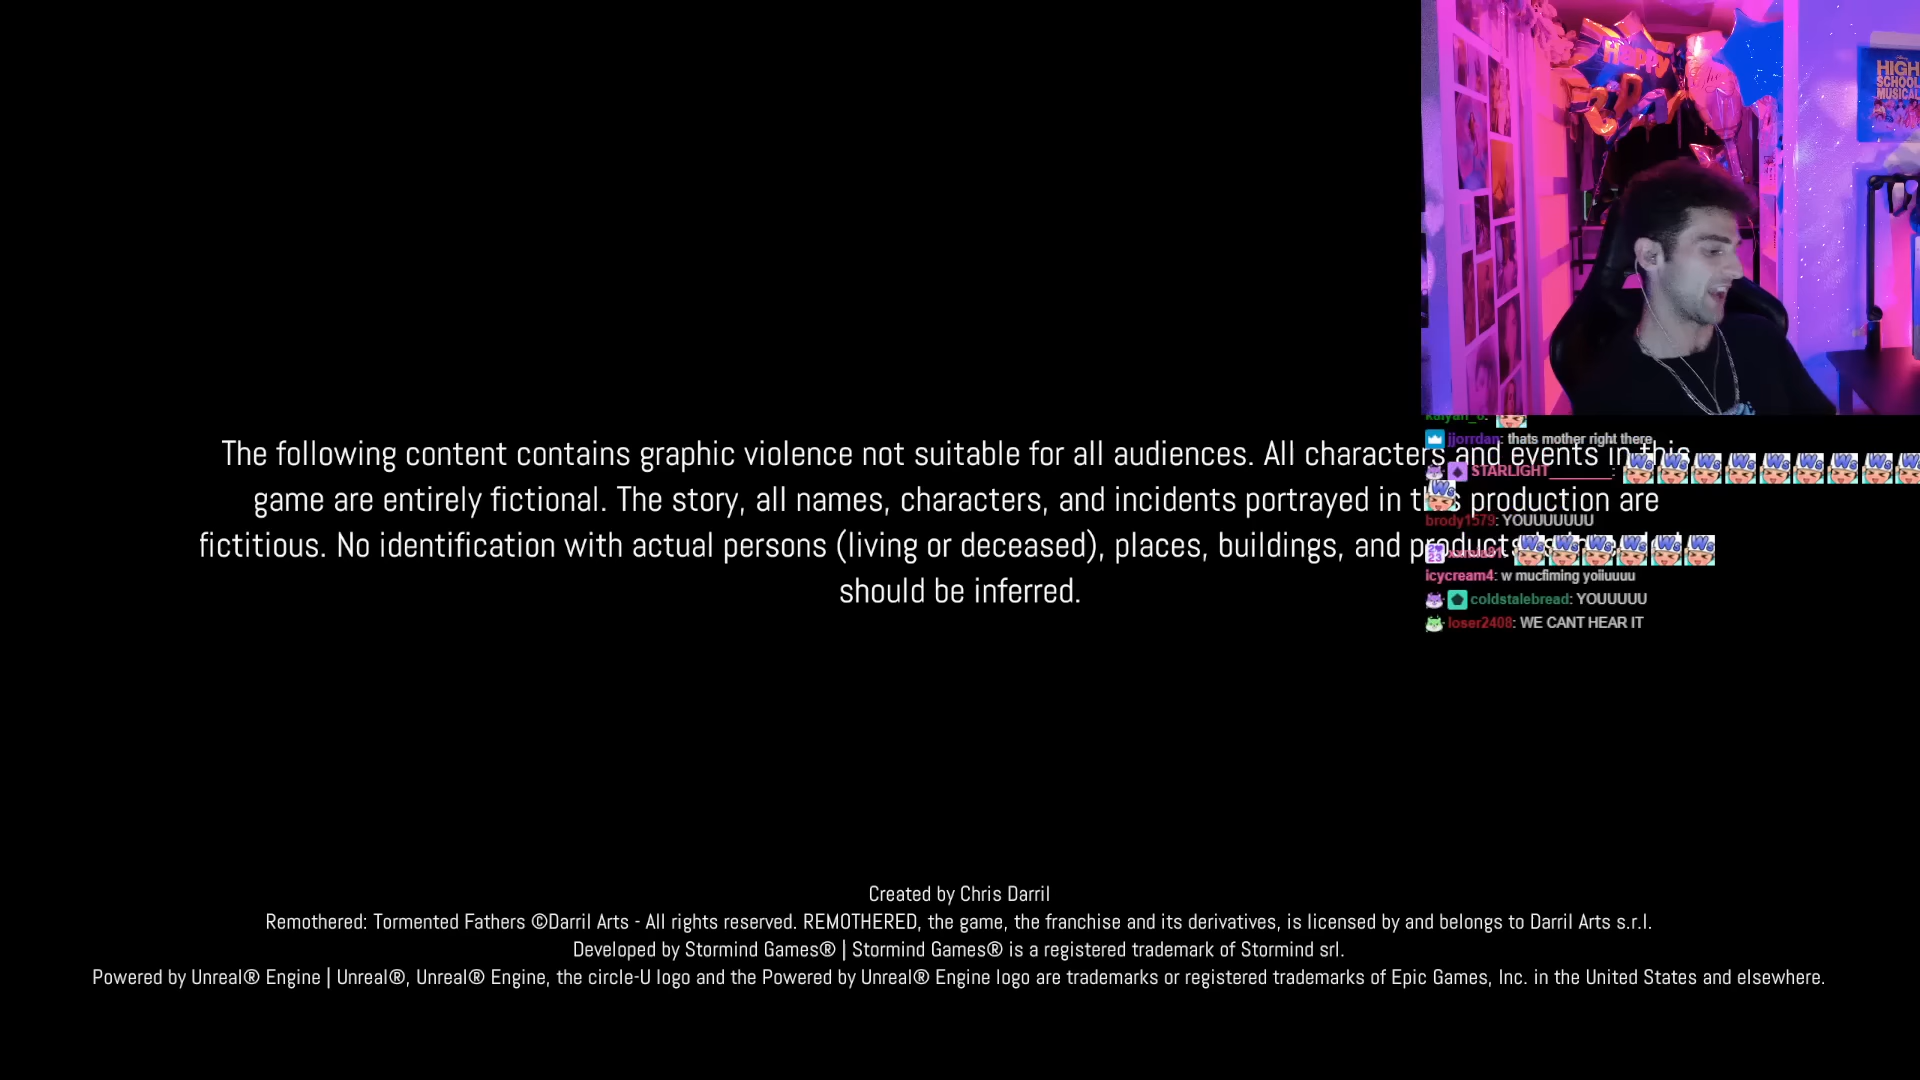 Happy
HIGH
SCHOOL
MUSICAL
jjorrdan: thats mother right there
The following content contains graphic violence not suitable for all audiences. All characters and events in this
STARLIGHT________:
game are entirely fictional. The story, all names, characters, and incidents portrayed in this production are
brody1579: YOUUUUUUU
fictitious. No identification with actual persons (living or deceased), places, buildings, and products
icycream4: w mucfiming yoiiuuuu
should be inferred.
coldstalebread: YOUUUUU
loser2408: WE CANT HEAR IT
Created by Chris Darril
Remothered: Tormented Fathers ©Darril Arts - All rights reserved. REMOTHERED, the game, the franchise and its derivatives, is licensed by and belongs to Darril Arts s.r.l.
Developed by Stormind Games® | Stormind Games® is a registered trademark of Stormind srl.
Powered by Unreal® Engine | Unreal®, Unreal® Engine, the circle-U logo and the Powered by Unreal® Engine logo are trademarks or registered trademarks of Epic Games, Inc. in the United States and elsewhere.